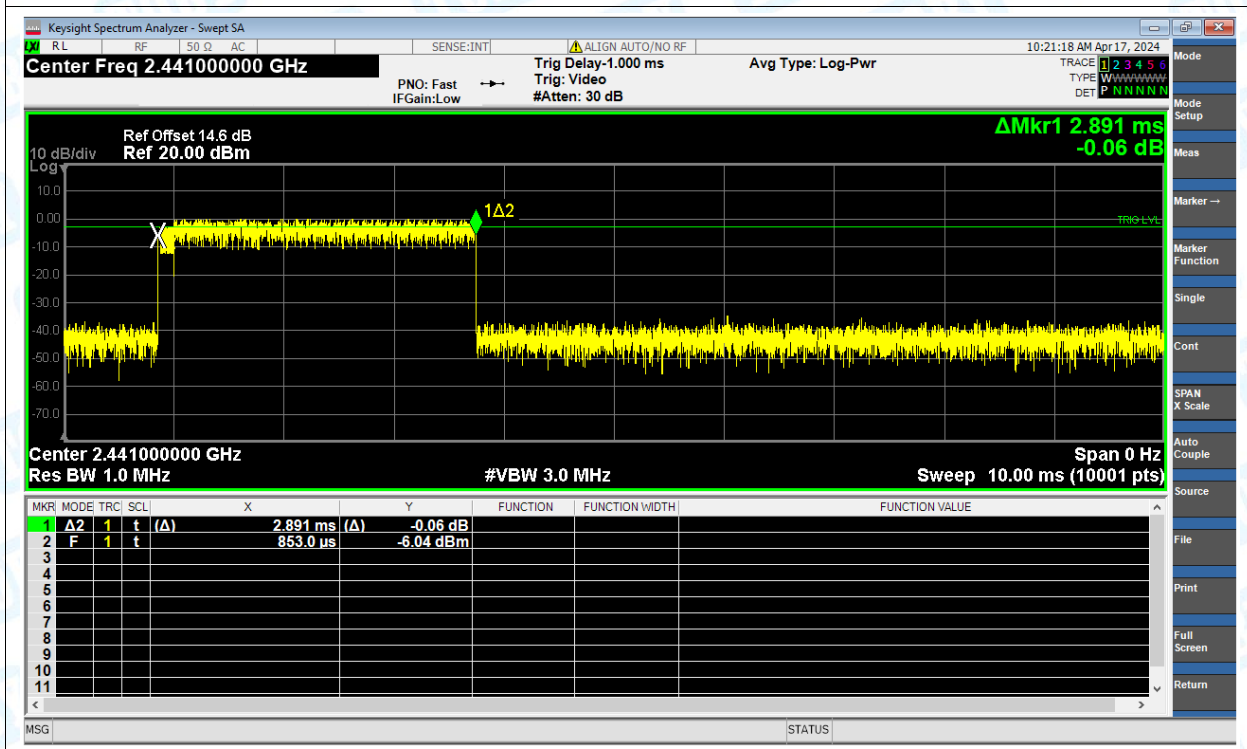 Keysight Spectrum Analyzer - Swept SA
LXI RL RF 50 Ω AC SENSE:INT ALIGN AUTO/NO RF 10:21:18 AM Apr 17, 2024
Center Freq 2.441000000 GHz
PNO: Fast
IFGain:Low
Trig Delay-1.000 ms
Trig: Video
#Atten: 30 dB
Avg Type: Log-Pwr
TRACE 1 2 3 4 5 6
TYPE WWWWWW
DET P N N N N N
ΔMkr1 2.891 ms
-0.06 dB
Ref Offset 14.6 dB
10 dB/div Ref 20.00 dBm
Log
10.0
0.00
-10.0
-20.0
-30.0
-40.0
-50.0
-60.0
-70.0
X
1Δ2
TRIG LVL
Center 2.441000000 GHz Span 0 Hz
Res BW 1.0 MHz #VBW 3.0 MHz Sweep 10.00 ms (10001 pts)
MKR MODE TRC SCL X Y FUNCTION FUNCTION WIDTH FUNCTION VALUE
1 Δ2 1 t (Δ) 2.891 ms (Δ) -0.06 dB
2 F 1 t 853.0 µs -6.04 dBm
3
4
5
6
7
8
9
10
11
MSG STATUS
Mode
Mode
Setup
Meas
Marker →
Marker
Function
Single
Cont
SPAN
X Scale
Auto
Couple
Source
File
Print
Full
Screen
Return